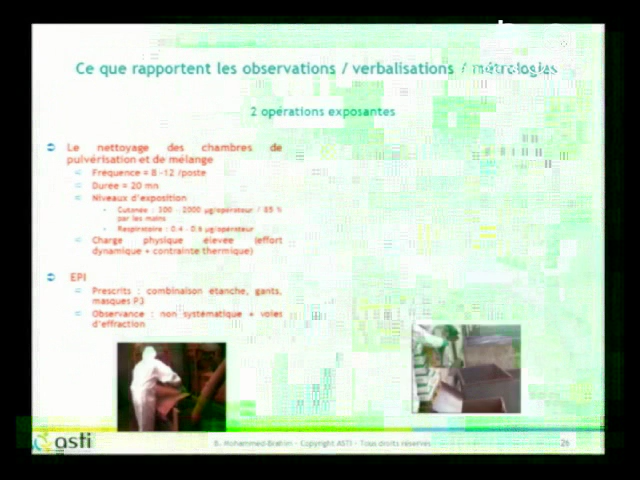 Ce que rapportent les observations / verbalisations / métrologies
2 opérations exposantes
Le nettoyage des chambres de
pulvérisation et de mélange
Fréquence = 8 -12 /poste
Durée = 20 mn
Niveaux d'exposition
Cutanée : 300 - 2000 µg/opérateur / 85 %
par les mains
Respiratoire : 0.4 - 0.6 µg/opérateur
Charge physique élevée (effort
dynamique + contrainte thermique)
EPI
Prescrits : combinaison étanche, gants,
masques P3
Observance : non systématique + voies
d'effraction
asti
B. Mohammed-Brahim - Copyright ASTI - Tous droits réservés
26